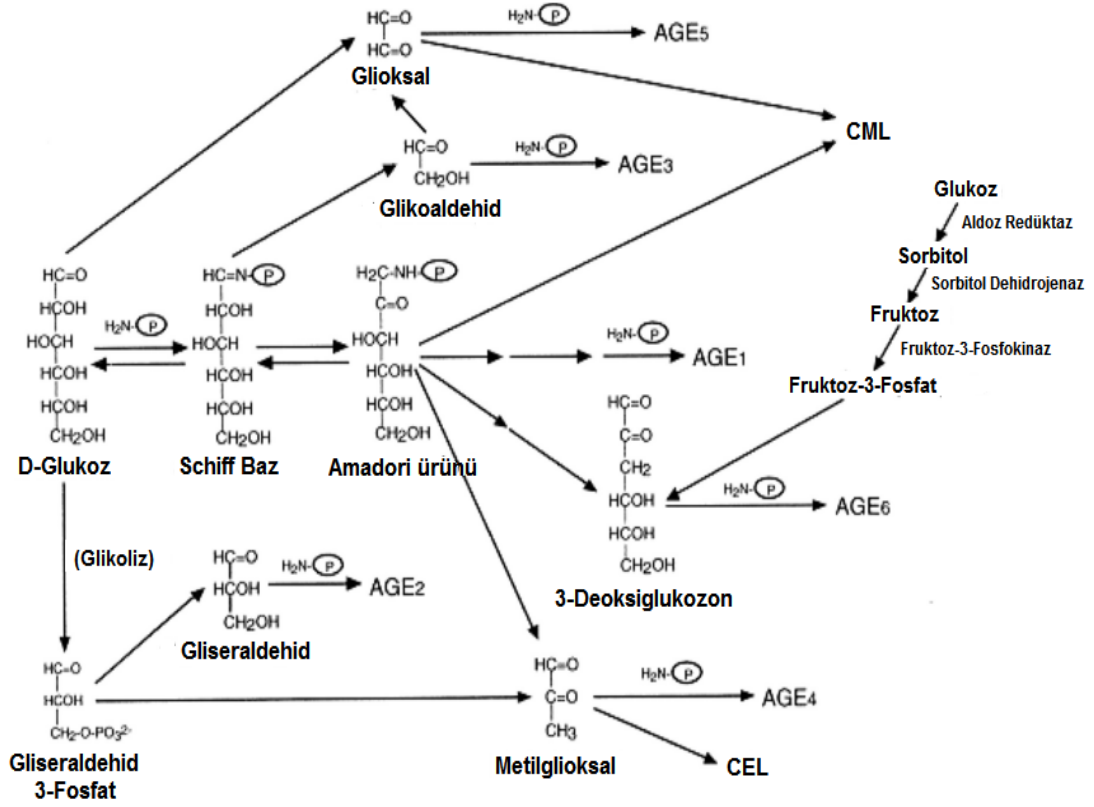 HC=O
HC=O
Glioksal
H2N-P
AGE5
CML
HC=O
CH2OH
Glikoaldehid
H2N-P
AGE3
Glukoz
Aldoz Redüktaz
Sorbitol
Sorbitol Dehidrojenaz
Fruktoz
Fruktoz-3-Fosfokinaz
Fruktoz-3-Fosfat
HC=O
HCOH
HOCH
HCOH
HCOH
CH2OH
D-Glukoz
H2N-P
HC=N-P
HCOH
HOCH
HCOH
HCOH
CH2OH
Schiff Baz
H2C-NH-P
C=O
HOCH
HCOH
HCOH
CH2OH
Amadori ürünü
H2N-P
AGE1
HC=O
C=O
CH2
HCOH
HCOH
CH2OH
3-Deoksiglukozon
H2N-P
AGE6
(Glikoliz)
HC=O
HCOH
CH2OH
Gliseraldehid
H2N-P
AGE2
HC=O
HCOH
CH2-O-PO32-
Gliseraldehid
3-Fosfat
HC=O
C=O
CH3
Metilglioksal
H2N-P
AGE4
CEL